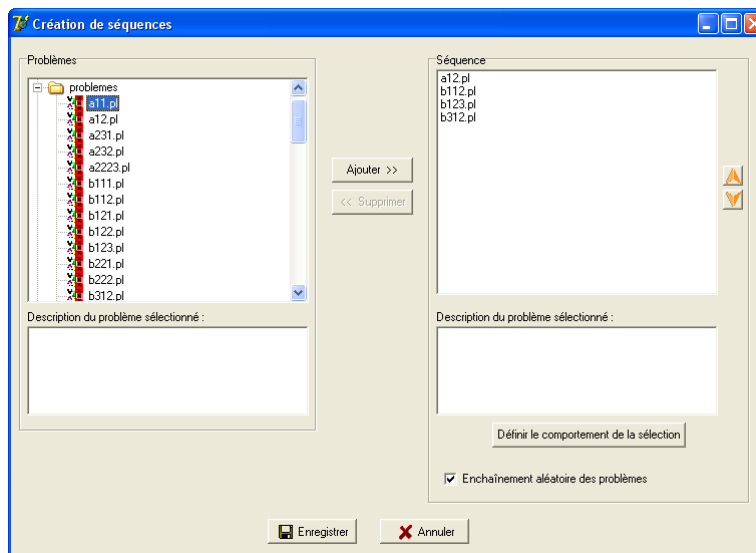 Création de séquences
Problèmes
problemes
a11.pl
a12.pl
a231.pl
a232.pl
a2223.pl
b111.pl
b112.pl
b121.pl
b122.pl
b123.pl
b221.pl
b222.pl
b312.pl
Description du problème sélectionné :
Ajouter >>
<< Supprimer
Séquence
a12.pl
b112.pl
b123.pl
b312.pl
Description du problème sélectionné :
Définir le comportement de la sélection
Enchaînement aléatoire des problèmes
Enregistrer
Annuler